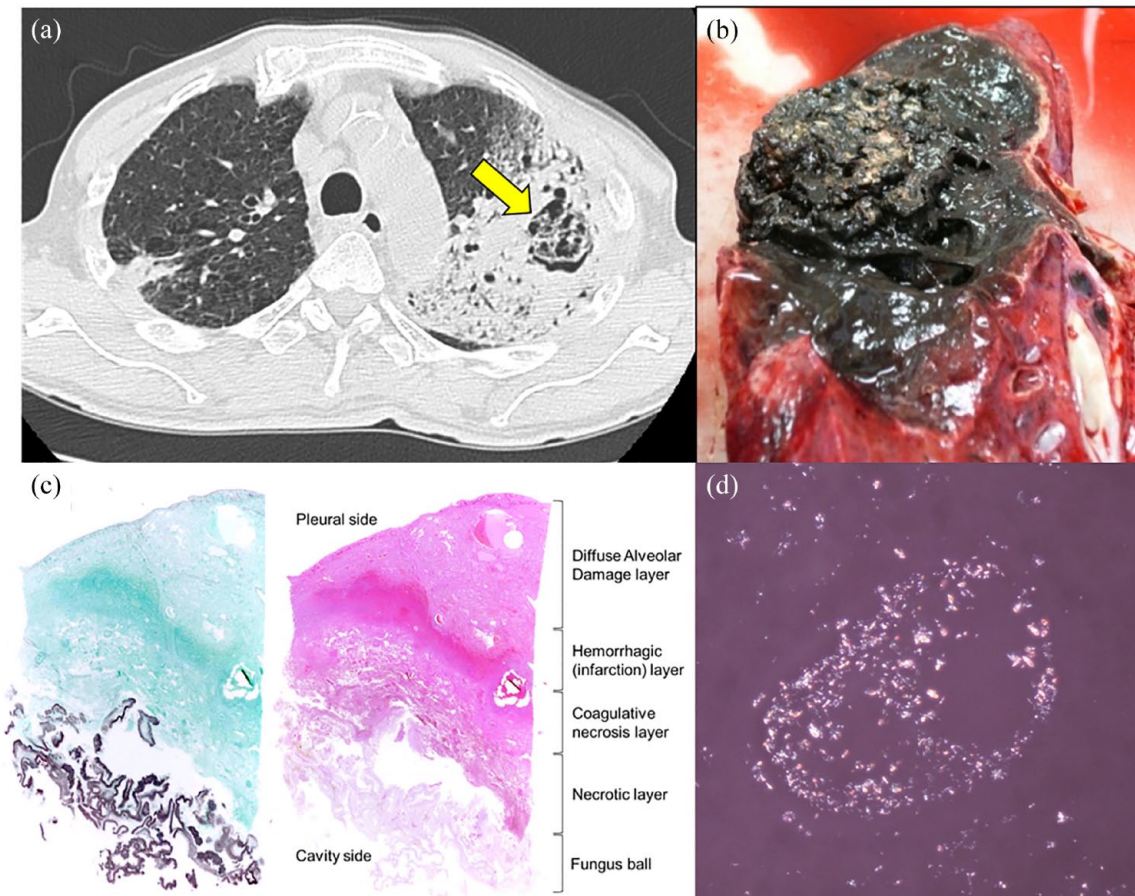 (a)
(b)
(c)
Pleural side
Diffuse Alveolar
Damage layer
Hemorrhagic
(infarction) layer
Coagulative
necrosis layer
Necrotic layer
Cavity side
Fungus ball
(d)